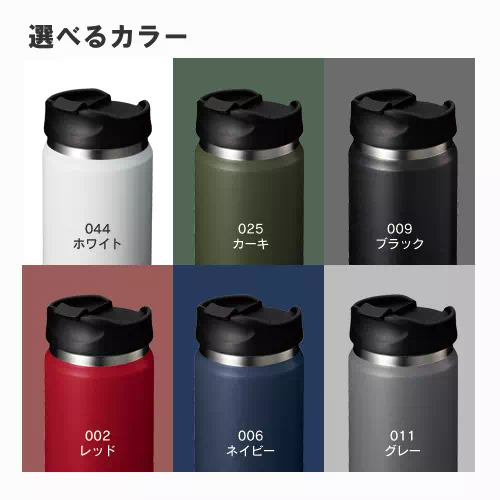 選べるカラー
044
ホワイト
025
カーキ
009
ブラック
002
レッド
006
ネイビー
011
グレー